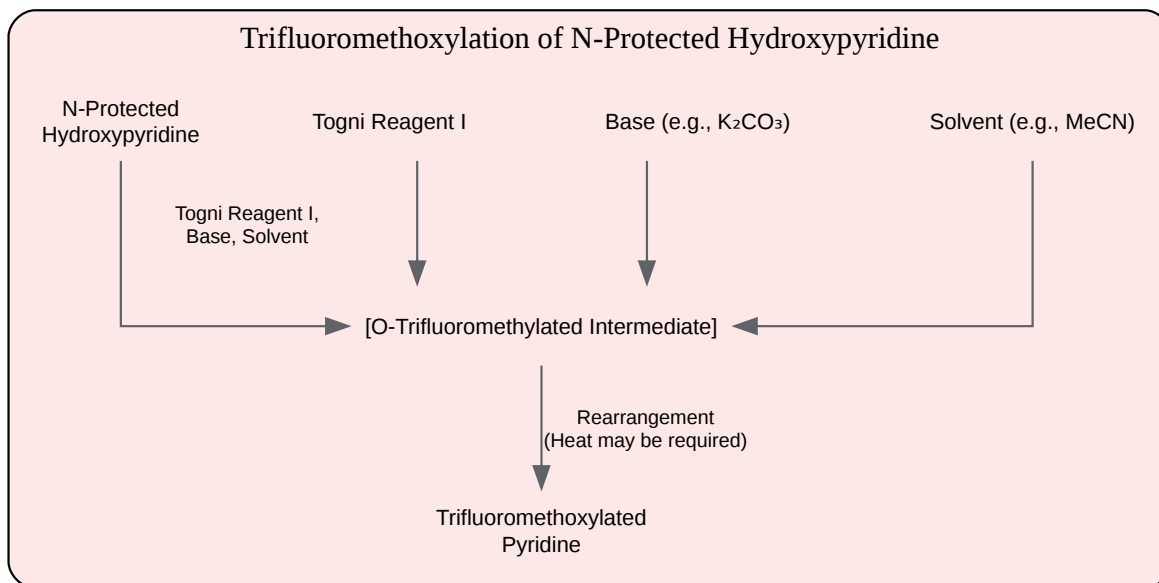 Trifluoromethoxylation of N-Protected Hydroxypyridine
N-Protected
Hydroxypyridine
Togni Reagent I
Base (e.g., K₂CO₃)
Solvent (e.g., MeCN)
Togni Reagent I,
Base, Solvent
[O-Trifluoromethylated Intermediate]
Rearrangement
(Heat may be required)
Trifluoromethoxylated
Pyridine